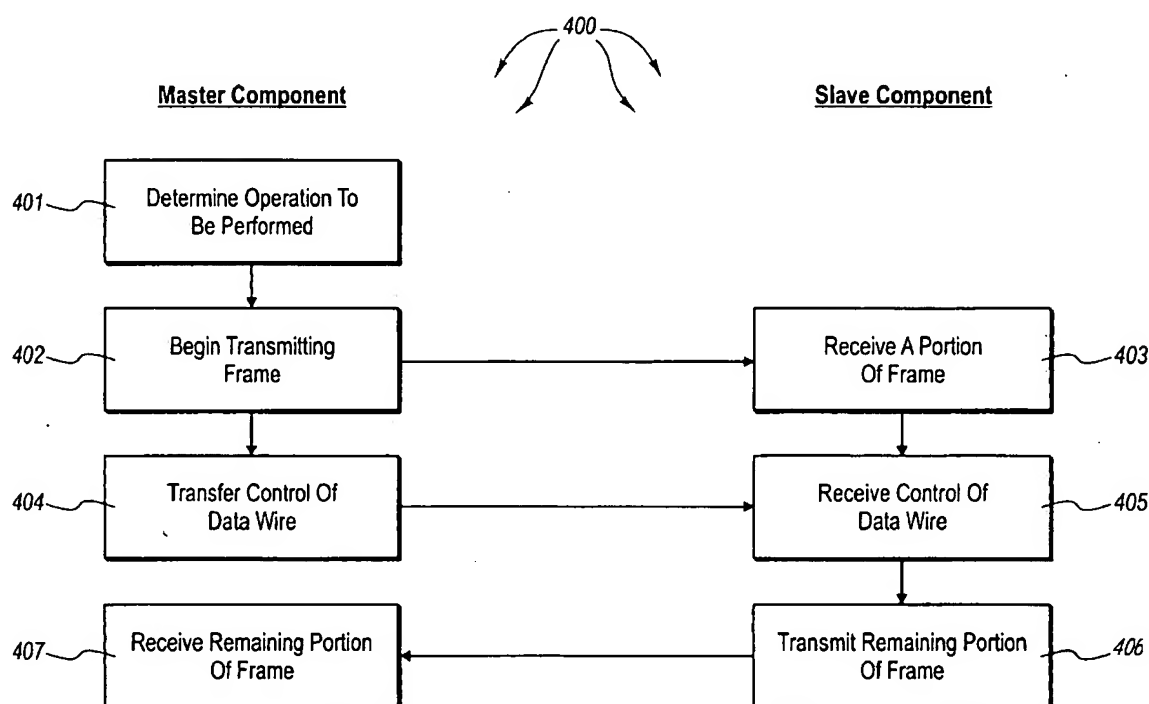 400
Master Component
Slave Component
401
Determine Operation To
Be Performed
402
Begin Transmitting
Frame
Receive A Portion
Of Frame
403
404
Transfer Control Of
Data Wire
Receive Control Of
Data Wire
405
407
Receive Remaining Portion
Of Frame
Transmit Remaining Portion
Of Frame
406